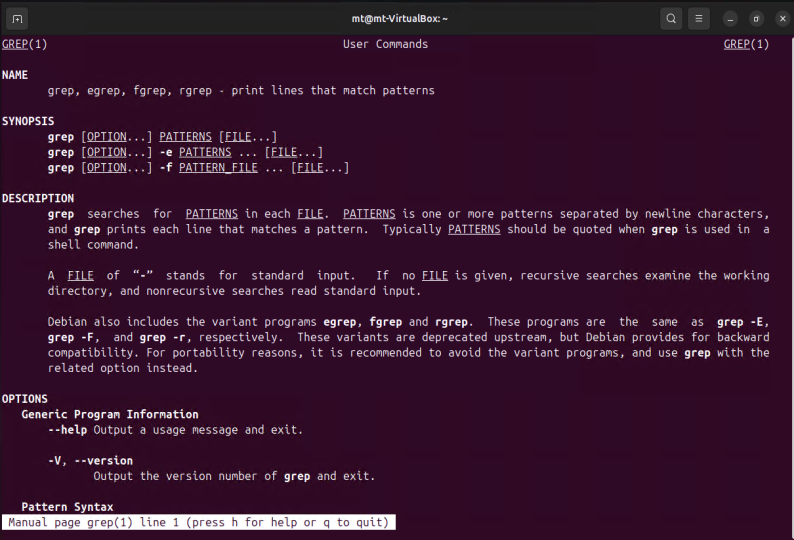 mt@mt-VirtualBox: ~
GREP(1) User Commands GREP(1)
NAME
grep, egrep, fgrep, rgrep - print lines that match patterns
SYNOPSIS
grep [OPTION...] PATTERNS [FILE...]
grep [OPTION...] -e PATTERNS ... [FILE...]
grep [OPTION...] -f PATTERN_FILE ... [FILE...]
DESCRIPTION
grep searches for PATTERNS in each FILE. PATTERNS is one or more patterns separated by newline characters,
and grep prints each line that matches a pattern. Typically PATTERNS should be quoted when grep is used in a
shell command.
A FILE of “-” stands for standard input. If no FILE is given, recursive searches examine the working
directory, and nonrecursive searches read standard input.
Debian also includes the variant programs egrep, fgrep and rgrep. These programs are the same as grep -E,
grep -F, and grep -r, respectively. These variants are deprecated upstream, but Debian provides for backward
compatibility. For portability reasons, it is recommended to avoid the variant programs, and use grep with the
related option instead.
OPTIONS
Generic Program Information
--help Output a usage message and exit.
-V, --version
Output the version number of grep and exit.
Pattern Syntax
Manual page grep(1) line 1 (press h for help or q to quit)